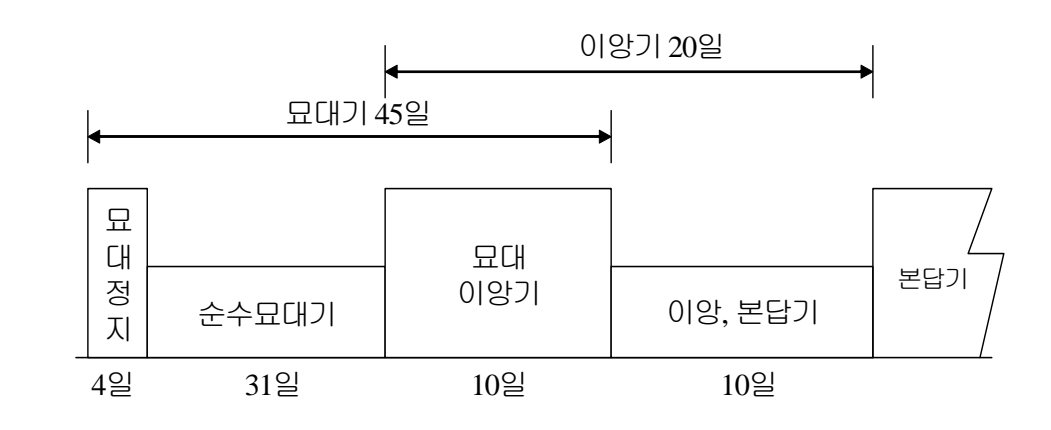 이앙기 20일
묘대기 45일
묘
대
정
지
순수묘대기
묘대
이앙기
이앙, 본답기
본답기
4일
31일
10일
10일